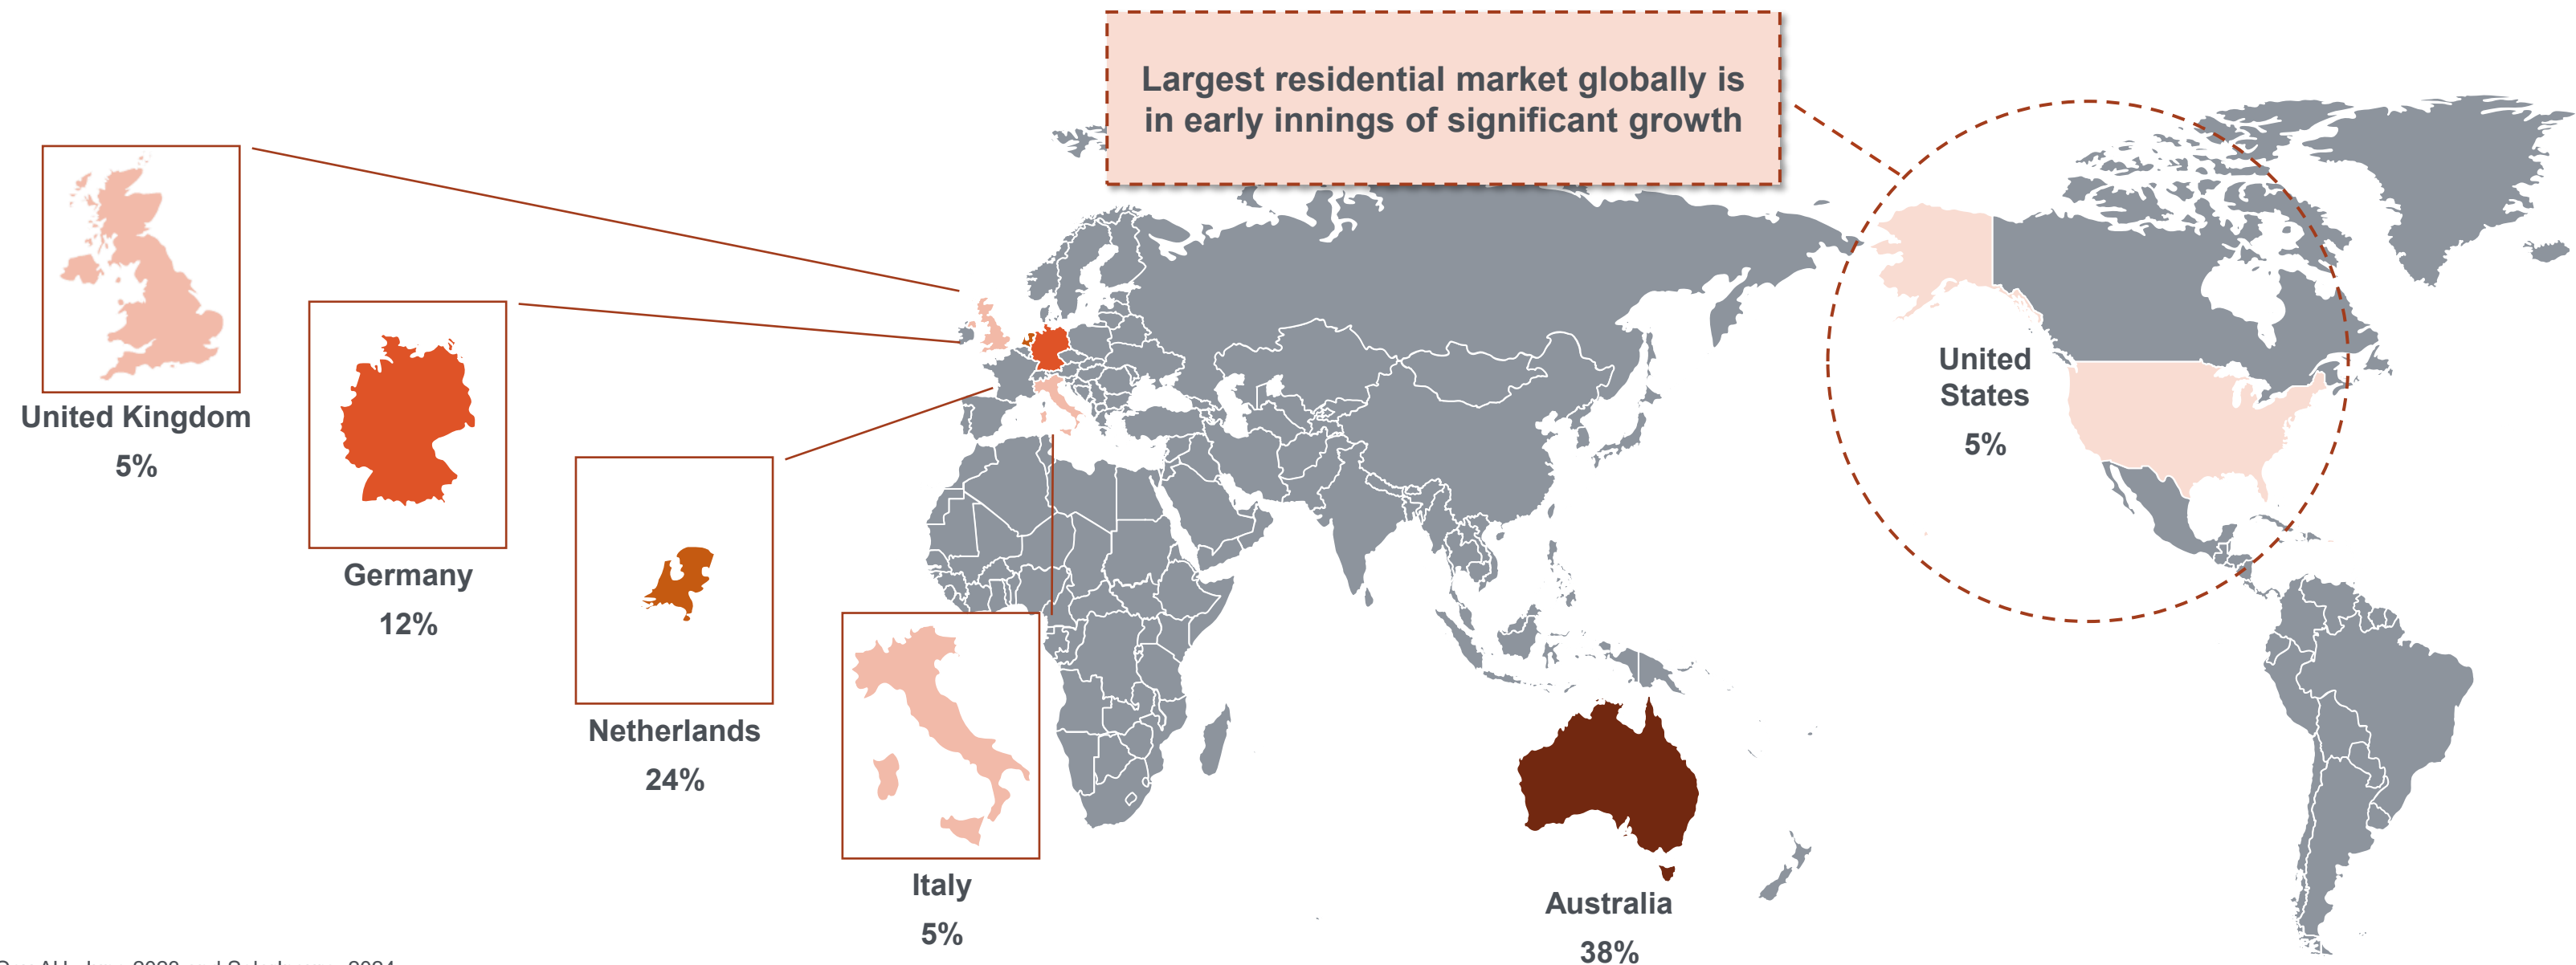 Largest residential market globally is
in early innings of significant growth
United Kingdom
5%
Germany
12%
Netherlands
24%
Italy
5%
Australia
38%
United
States
5%